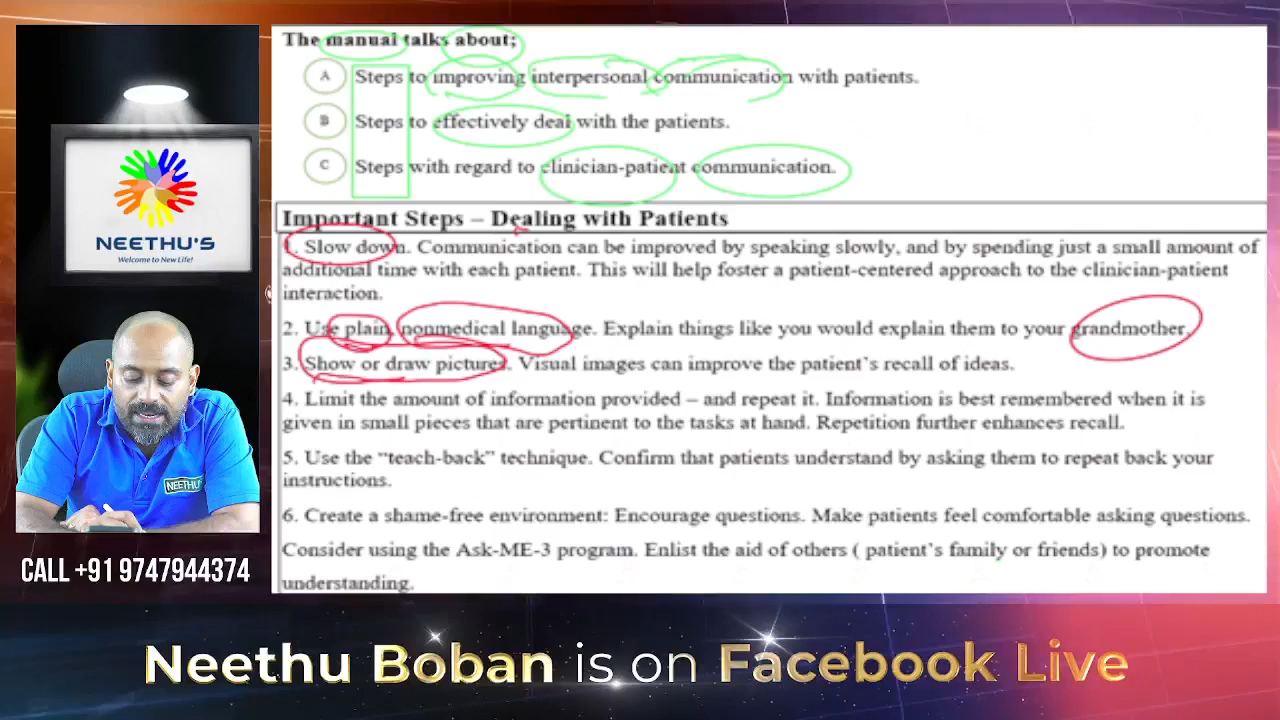 The manual talks about;
A Steps to improving interpersonal communication with patients.
B Steps to effectively deal with the patients.
C Steps with regard to clinician-patient communication.
Important Steps – Dealing with Patients
1. Slow down. Communication can be improved by speaking slowly, and by spending just a small amount of
additional time with each patient. This will help foster a patient-centered approach to the clinician-patient
interaction.
2. Use plain, nonmedical language. Explain things like you would explain them to your grandmother.
3. Show or draw pictures. Visual images can improve the patient's recall of ideas.
4. Limit the amount of information provided – and repeat it. Information is best remembered when it is
given in small pieces that are pertinent to the tasks at hand. Repetition further enhances recall.
5. Use the “teach-back” technique. Confirm that patients understand by asking them to repeat back your
instructions.
6. Create a shame-free environment: Encourage questions. Make patients feel comfortable asking questions.
Consider using the Ask-ME-3 program. Enlist the aid of others ( patient's family or friends) to promote
understanding.
NEETHU'S
Welcome to New Life!
NEETHU'S
CALL +91 9747944374
Neethu Boban is on Facebook Live